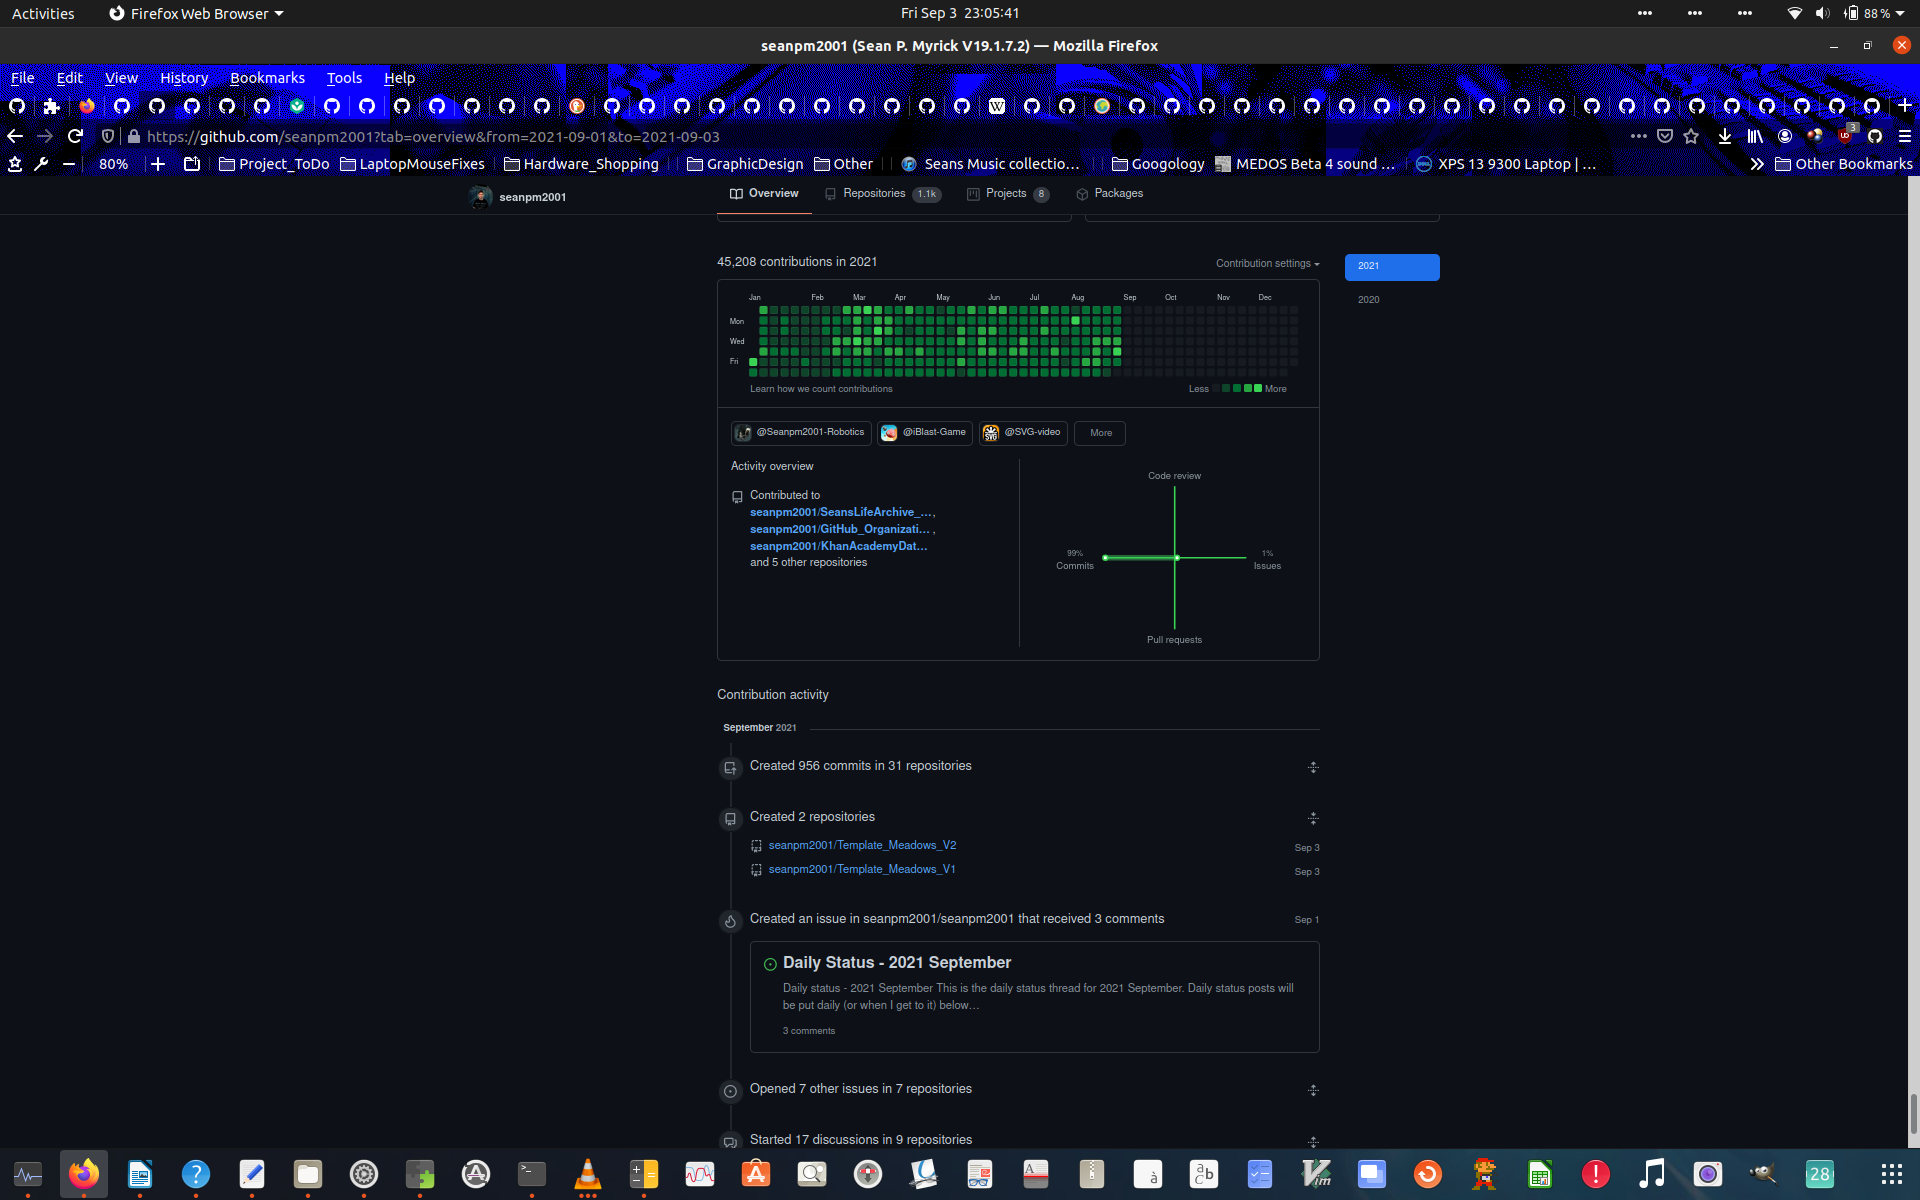 Activities
Firefox Web Browser
Fri Sep 3 23:05:41
88 %
seanpm2001 (Sean P. Myrick V19.1.7.2) — Mozilla Firefox
File Edit View History Bookmarks Tools Help
https://github.com/seanpm2001?tab=overview&from=2021-09-01&to=2021-09-03
3
80%
Project_ToDo
LaptopMouseFixes
Hardware_Shopping
GraphicDesign
Other
Seans Music collectio…
Googology
MEDOS Beta 4 sound …
XPS 13 9300 Laptop | …
Other Bookmarks
seanpm2001
Overview
Repositories 1.1k
Projects 8
Packages
45,208 contributions in 2021
Contribution settings
2021
2020
Jan Feb Mar Apr May Jun Jul Aug Sep Oct Nov Dec
Mon
Wed
Fri
Learn how we count contributions
Less More
@Seanpm2001-Robotics
@iBlast-Game
@SVG-video
More
Activity overview
Contributed to
seanpm2001/SeansLifeArchive_…,
seanpm2001/GitHub_Organizati… ,
seanpm2001/KhanAcademyDat…
and 5 other repositories
Code review
99%
Commits
1%
Issues
Pull requests
Contribution activity
September 2021
Created 956 commits in 31 repositories
Created 2 repositories
seanpm2001/Template_Meadows_V2
Sep 3
seanpm2001/Template_Meadows_V1
Sep 3
Created an issue in seanpm2001/seanpm2001 that received 3 comments
Sep 1
Daily Status - 2021 September
Daily status - 2021 September This is the daily status thread for 2021 September. Daily status posts will
be put daily (or when I get to it) below…
3 comments
Opened 7 other issues in 7 repositories
Started 17 discussions in 9 repositories
28